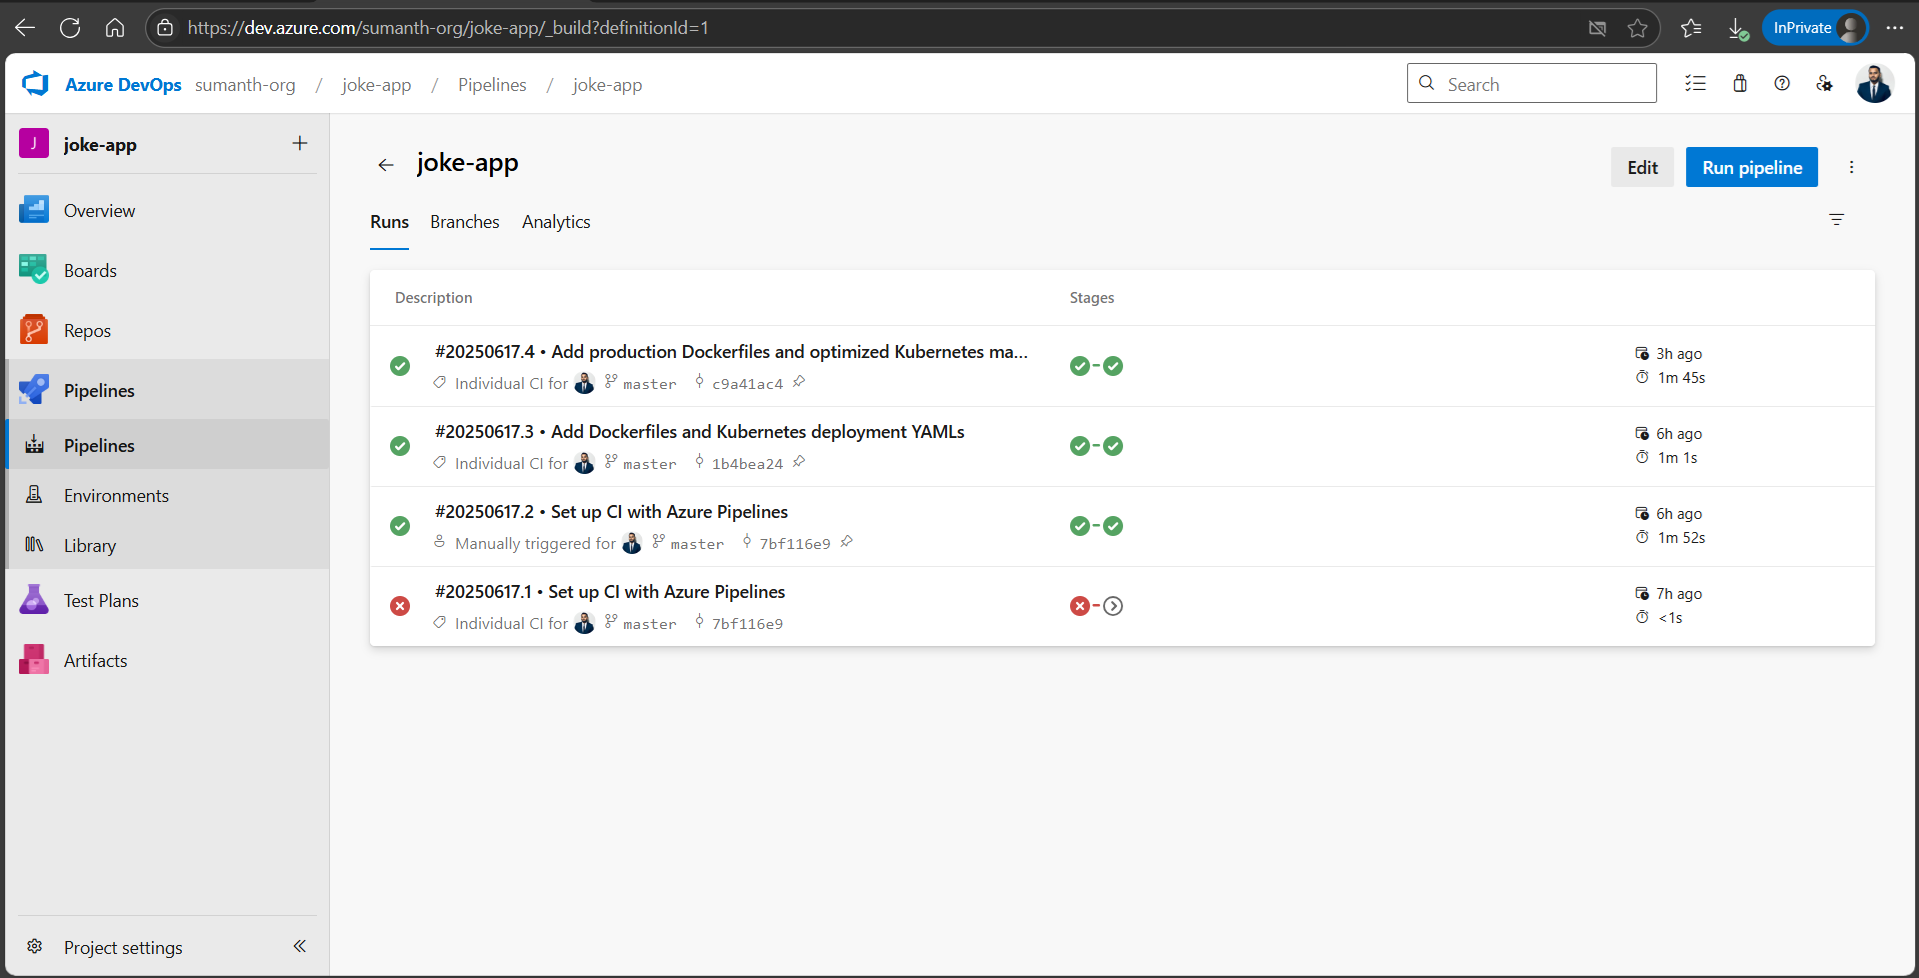 https://dev.azure.com/sumanth-org/joke-app/_build?definitionId=1
InPrivate
Azure DevOps sumanth-org / joke-app / Pipelines / joke-app
Search
J joke-app
Overview
Boards
Repos
Pipelines
Pipelines
Environments
Library
Test Plans
Artifacts
Project settings
joke-app
Edit
Run pipeline
Runs Branches Analytics
Description Stages
#20250617.4 • Add production Dockerfiles and optimized Kubernetes ma...
3h ago
Individual CI for master c9a41ac4
1m 45s
#20250617.3 • Add Dockerfiles and Kubernetes deployment YAMLs
6h ago
Individual CI for master 1b4bea24
1m 1s
#20250617.2 • Set up CI with Azure Pipelines
6h ago
Manually triggered for master 7bf116e9
1m 52s
#20250617.1 • Set up CI with Azure Pipelines
7h ago
Individual CI for master 7bf116e9
<1s